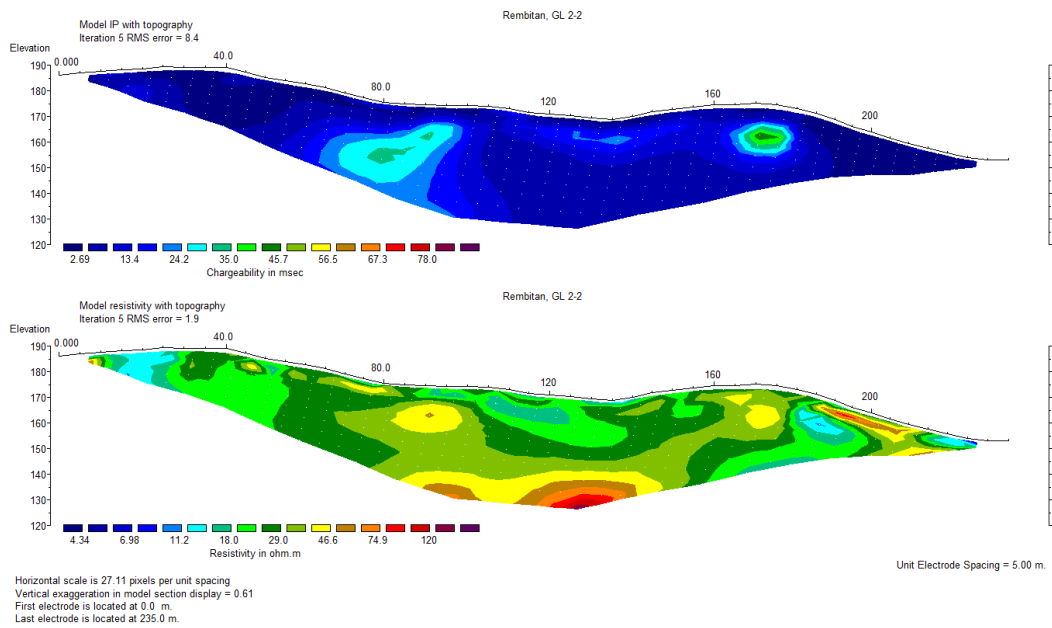 Rembitan, GL 2-2
Model IP with topography
Iteration 5 RMS error = 8.4
Elevation
190
180
170
160
150
140
130
120
0.000
40.0
80.0
120
160
200
2.69 13.4 24.2 35.0 45.7 56.5 67.3 78.0
Chargeability in msec
Rembitan, GL 2-2
Model resistivity with topography
Iteration 5 RMS error = 1.9
Elevation
190
180
170
160
150
140
130
120
0.000
40.0
80.0
120
160
200
4.34 6.98 11.2 18.0 29.0 46.6 74.9 120
Resistivity in ohm.m
Unit Electrode Spacing = 5.00 m.
Horizontal scale is 27.11 pixels per unit spacing
Vertical exaggeration in model section display = 0.61
First electrode is located at 0.0 m.
Last electrode is located at 235.0 m.